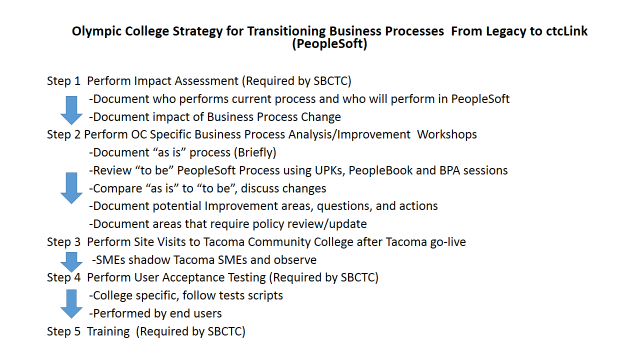 Olympic College Strategy for Transitioning Business Processes From Legacy to ctcLink
(PeopleSoft)
Step 1 Perform Impact Assessment (Required by SBCTC)
-Document who performs current process and who will perform in PeopleSoft
-Document impact of Business Process Change
Step 2 Perform OC Specific Business Process Analysis/Improvement Workshops
-Document “as is” process (Briefly)
-Review “to be” PeopleSoft Process using UPKs, PeopleBook and BPA sessions
-Compare “as is” to “to be”, discuss changes
-Document potential Improvement areas, questions, and actions
-Document areas that require policy review/update
Step 3 Perform Site Visits to Tacoma Community College after Tacoma go-live
-SMEs shadow Tacoma SMEs and observe
Step 4 Perform User Acceptance Testing (Required by SBCTC)
-College specific, follow tests scripts
-Performed by end users
Step 5 Training (Required by SBCTC)